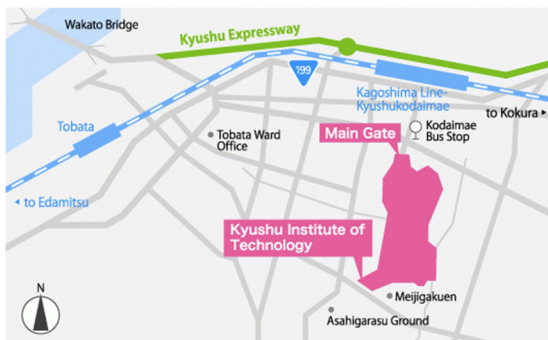 Wakato Bridge
Kyushu Expressway
199
Kagoshima Line-
Kyushukodaimae
to Kokura
Tobata
Tobata Ward
Office
Main Gate
Kodaimae
Bus Stop
to Edamitsu
Kyushu Institute of
Technology
N
Meijigakuen
Asahigarasu Ground